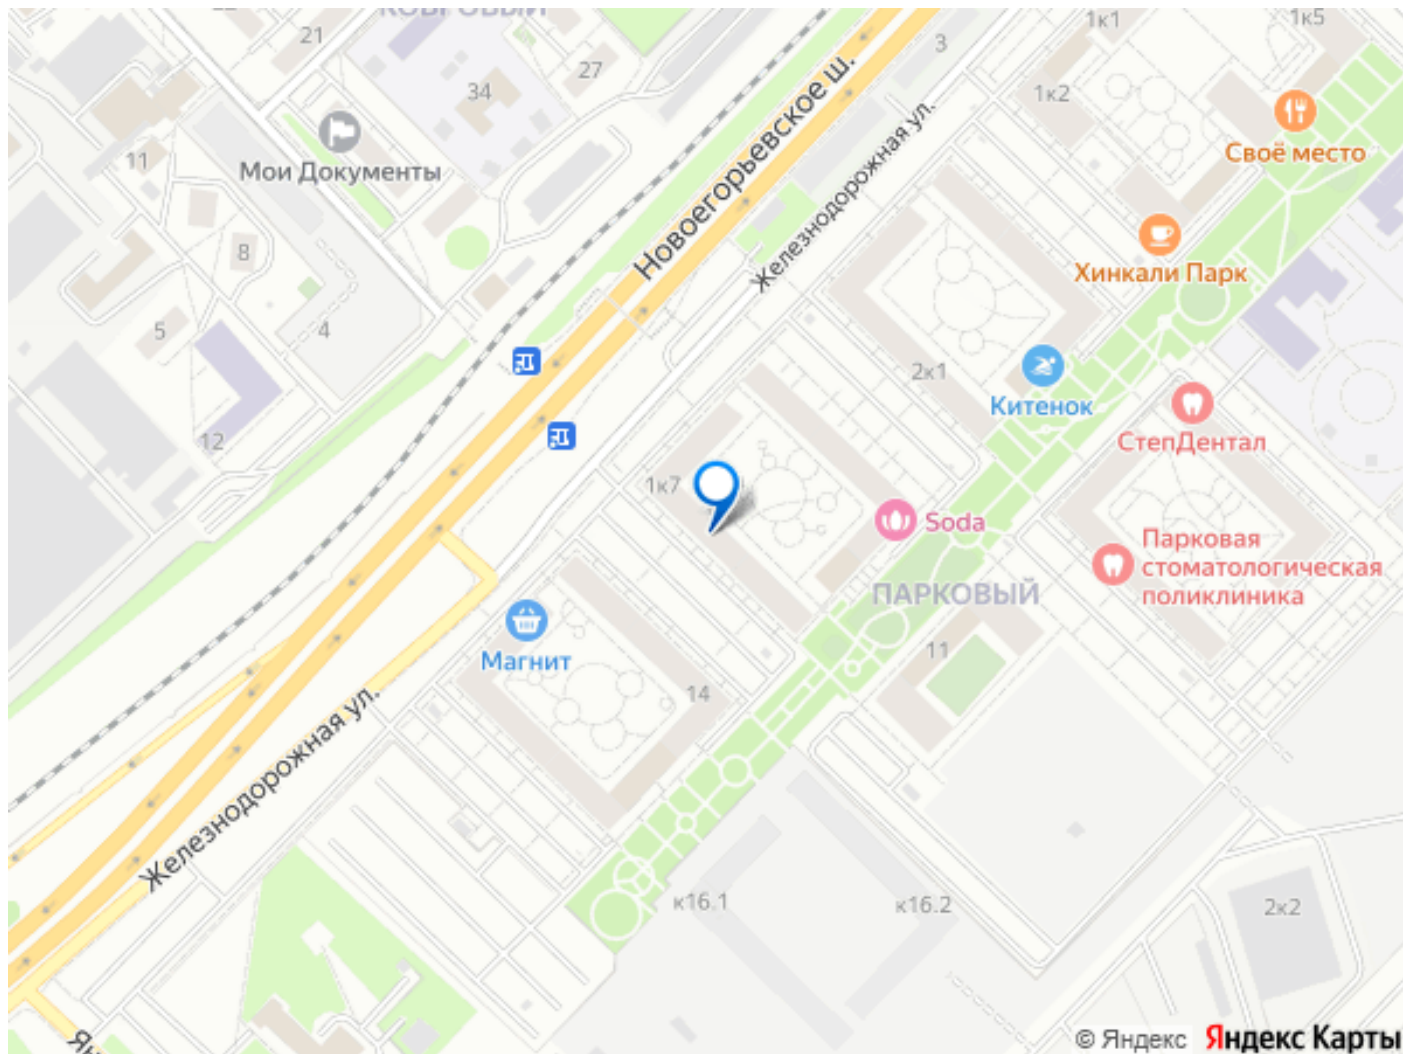 КОВРОВЫЙ
21
34
27
3
1к1
1к5
1к2
Новоегорьевское ш.
Железнодорожная ул.
Своё место
Мои Документы
11
8
5
4
12
Хинкали Парк
2к1
Китенок
СтепДентал
1к7
Soda
Парковая
стоматологическая
поликлиника
ПАРКОВЫЙ
11
Магнит
14
Железнодорожная ул.
к16.1
к16.2
2к2
© Яндекс
Яндекс Карты